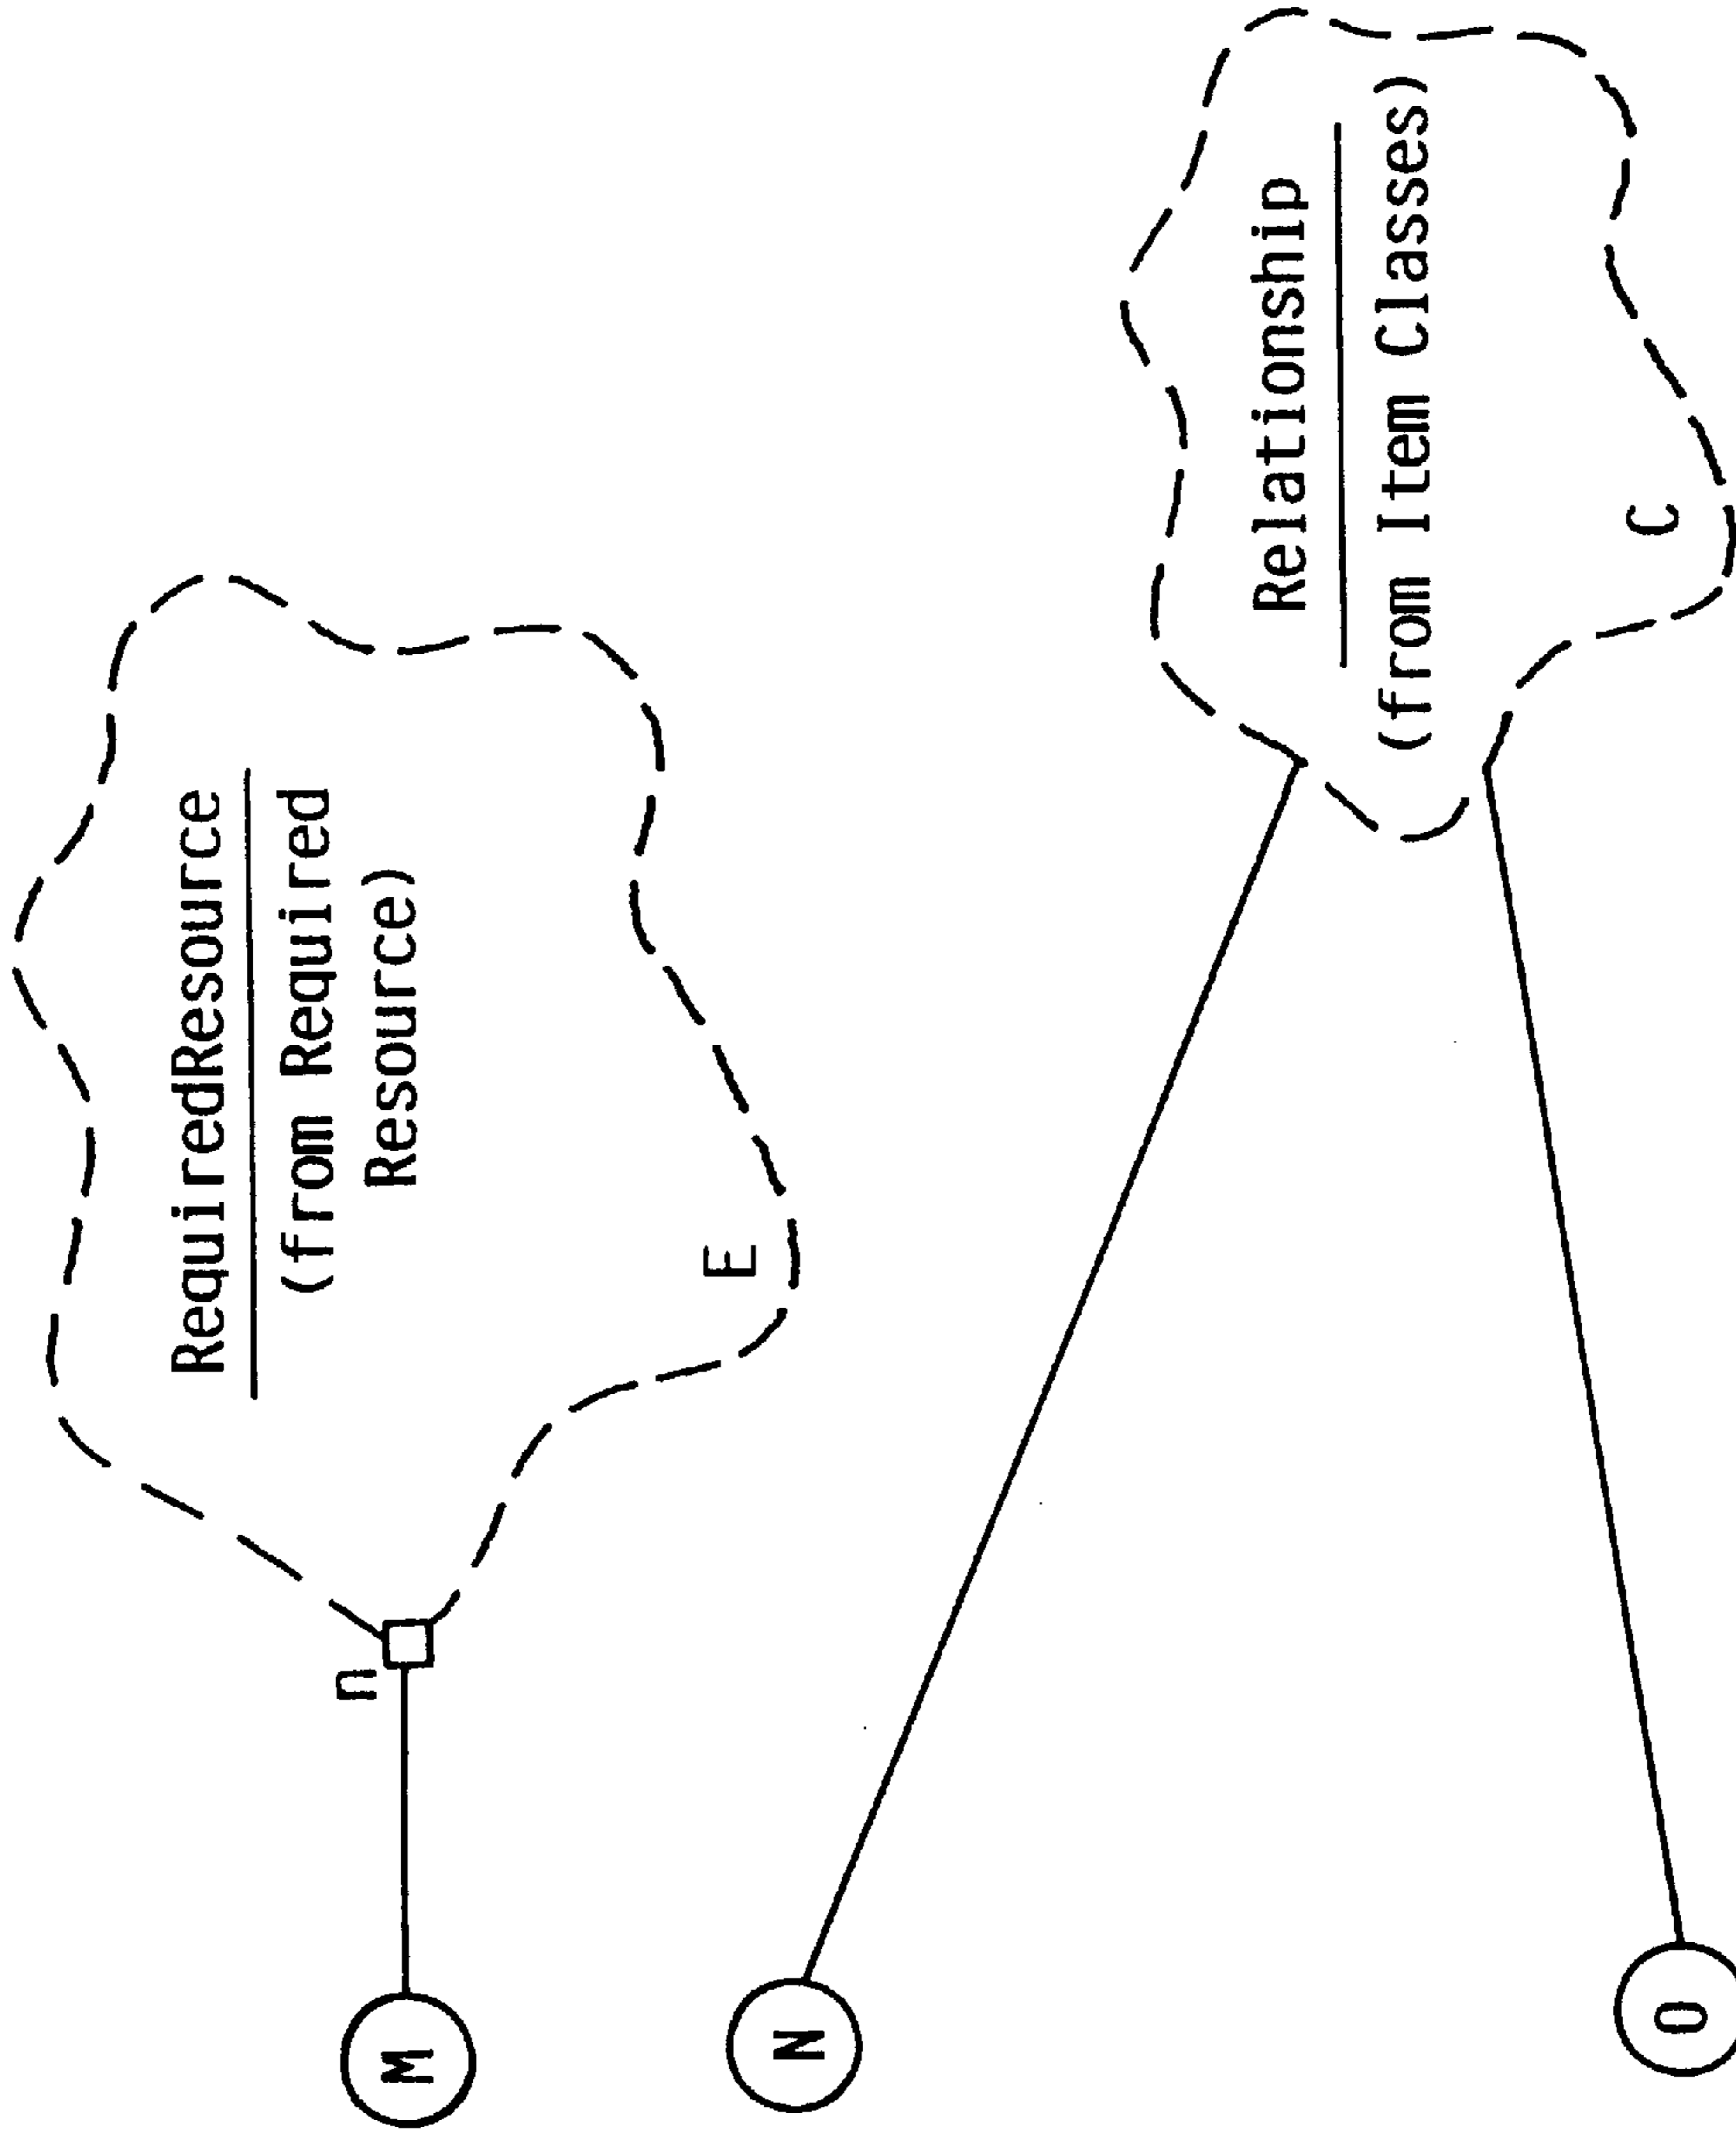 RequiredResource
(from Required
Resource)
E
n
M
N
Relationship
(from Item Classes)
C
O